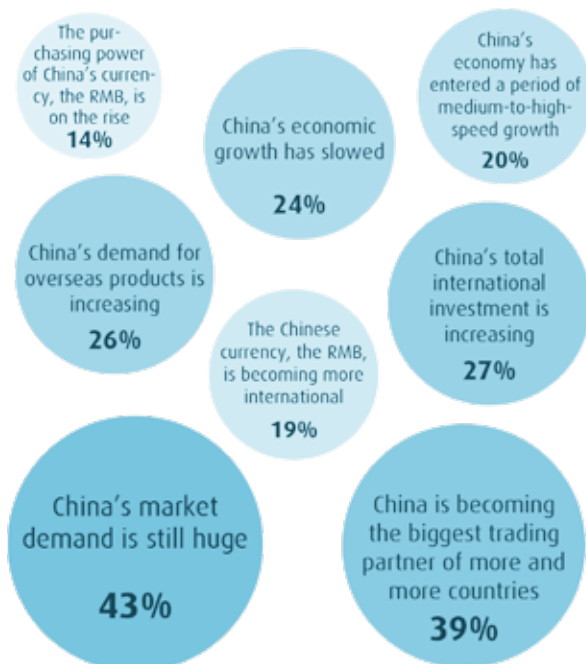 The pur-
chasing power
of China's curren-
cy, the RMB, is
on the rise
14%
China's economic
growth has slowed
24%
China's
economy has
entered a period of
medium-to-high-
speed growth
20%
China's demand for
overseas products is
increasing
26%
The Chinese
currency, the RMB,
is becoming more
international
19%
China's total
international
investment is
increasing
27%
China's market
demand is still huge
43%
China is becoming
the biggest trading
partner of more and
more countries
39%